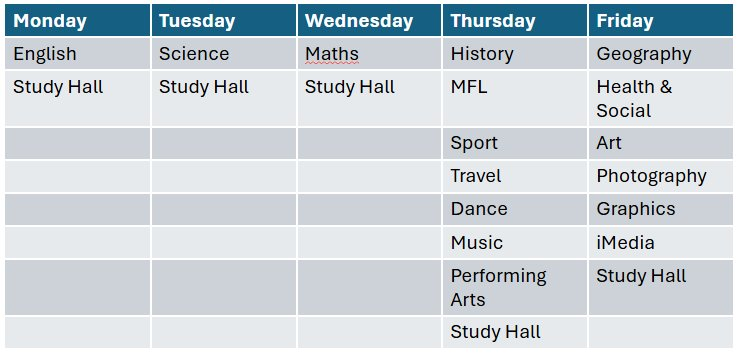 Monday Tuesday Wednesday Thursday Friday
English Science Maths History Geography
Study Hall Study Hall Study Hall MFL Health &
Social
Sport Art
Travel Photography
Dance Graphics
Music iMedia
Performing Study Hall
Arts
Study Hall